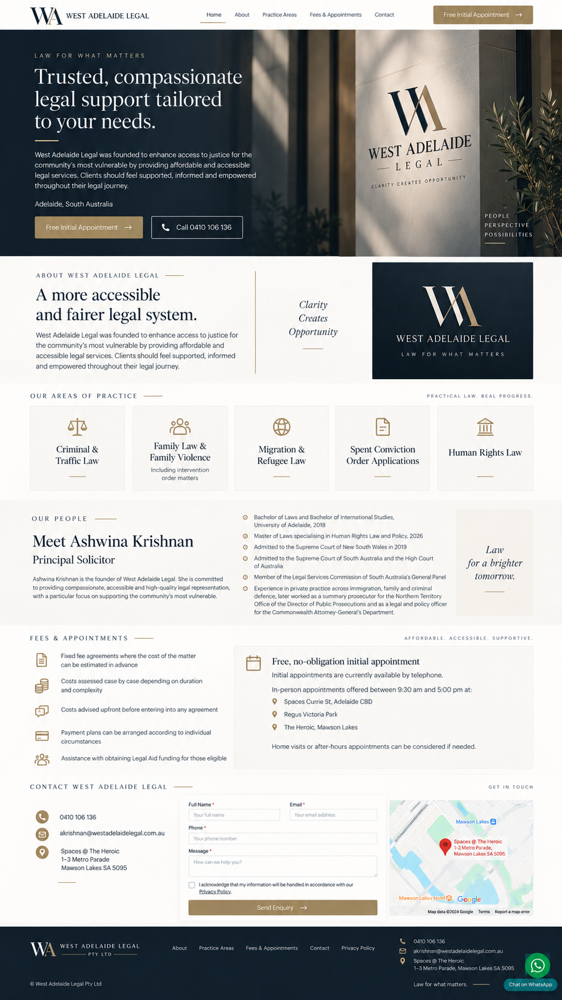 WA WEST ADELAIDE LEGAL
Home About Practice Areas Fees & Appointments Contact
Free Initial Appointment →
LAW FOR WHAT MATTERS
Trusted, compassionate
legal support tailored
to your needs.
West Adelaide Legal was founded to enhance access to justice for the
community's most vulnerable by providing affordable and accessible
legal services. Clients should feel supported, informed and empowered
throughout their legal journey.
Adelaide, South Australia
Free Initial Appointment →
Call 0410 106 136
WA
WEST ADELAIDE
LEGAL
CLARITY CREATES OPPORTUNITY
PEOPLE
PERSPECTIVE
POSSIBILITIES
ABOUT WEST ADELAIDE LEGAL
A more accessible
and fairer legal system.
West Adelaide Legal was founded to enhance access to justice for
the community's most vulnerable by providing affordable and
accessible legal services. Clients should feel supported, informed
and empowered throughout their legal journey.
Clarity
Creates
Opportunity
WA
WEST ADELAIDE LEGAL
LAW FOR WHAT MATTERS
OUR AREAS OF PRACTICE
PRACTICAL LAW. REAL PROGRESS.
Criminal &
Traffic Law
Family Law &
Family Violence
Including intervention
order matters
Migration &
Refugee Law
Spent Conviction
Order Applications
Human Rights Law
OUR PEOPLE
Meet Ashwina Krishnan
Principal Solicitor
Ashwina Krishnan is the founder of West Adelaide Legal. She is committed
to providing compassionate, accessible and high-quality legal representation,
with a particular focus on supporting the community's most vulnerable.
Bachelor of Laws and Bachelor of International Studies,
University of Adelaide, 2018
Master of Laws specialising in Human Rights Law and Policy, 2026
Admitted to the Supreme Court of New South Wales in 2019
Admitted to the Supreme Court of South Australia and the High Court
of Australia
Member of the Legal Services Commission of South Australia's General Panel
Experience in private practice across immigration, family and criminal
defence, later worked as a summary prosecutor for the Northern Territory
Office of the Director of Public Prosecutions and as a legal and policy officer
for the Commonwealth Attorney-General's Department.
Law
for a brighter
tomorrow.
FEES & APPOINTMENTS
AFFORDABLE. ACCESSIBLE. SUPPORTIVE.
Fixed fee agreements where the cost of the matter
can be estimated in advance
Costs assessed case by case depending on duration
and complexity
Costs advised upfront before entering into any agreement
Payment plans can be arranged according to individual
circumstances
Assistance with obtaining Legal Aid funding for those eligible
Free, no-obligation initial appointment
Initial appointments are currently available by telephone.
In-person appointments offered between 9:30 am and 5:00 pm at:
Spaces Currie St, Adelaide CBD
Regus Victoria Park
The Heroic, Mawson Lakes
Home visits or after-hours appointments can be considered if needed.
CONTACT WEST ADELAIDE LEGAL
GET IN TOUCH
0410 106 136
akrishnan@westadelaidelegal.com.au
Spaces @ The Heroic
1–3 Metro Parade
Mawson Lakes SA 5095
Full Name *
Your full name
Email *
Your email address
Phone *
Your phone number
Message *
How can we help you?
I acknowledge that my information will be handled in accordance with our
Privacy Policy.
Send Enquiry →
Mawson Lakes
Spaces @ The Heroic
1–3 Metro Parade,
Mawson Lakes SA 5095
Mawson Lakes Hotel
Google
Map data ©2024 Google Terms Report a map error
WA WEST ADELAIDE LEGAL
PTY LTD
About Practice Areas Fees & Appointments Contact Privacy Policy
0410 106 136
akrishnan@westadelaidelegal.com.au
Spaces @ The Heroic
1–3 Metro Parade, Mawson Lakes SA 5095
© West Adelaide Legal Pty Ltd
Law for what matters.
Chat on WhatsApp